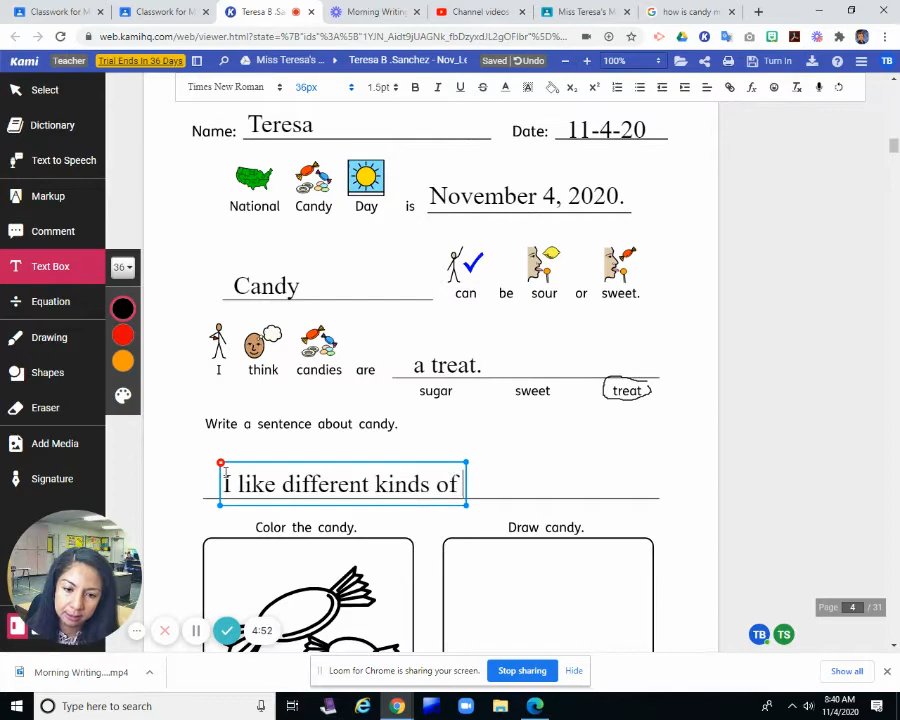 Classwork for M
Classwork for M
Teresa B .Sa
Morning Writing
Channel videos
Miss Teresa's M
how is candy m
web.kamihq.com/web/viewer.html?state=%7B"ids"%3A%5B"1YJN_Aidt9jUAGNk_fbDzyxtcJL2gOFIbr"%5D%2C...
Kami Teacher Trial Ends In 36 Days Miss Teresa's ... Teresa B .Sanchez - Nov_L Saved Undo 100% Turn In TB
Times New Roman 36px 1.5pt B I U S A A X₂ X²
Select
Dictionary
Text to Speech
Markup
Comment
Text Box
Equation
Drawing
Shapes
Eraser
Add Media
Signature
36
Name: Teresa Date: 11-4-20
National Candy Day is November 4, 2020.
Candy can be sour or sweet.
I think candies are a treat.
sugar sweet treat
Write a sentence about candy.
I like different kinds of
Color the candy. Draw candy.
Page 4 / 31
TB TS
4:52
Morning Writing....mp4
Loom for Chrome is sharing your screen. Stop sharing Hide
Show all
Type here to search
8:40 AM
11/4/2020